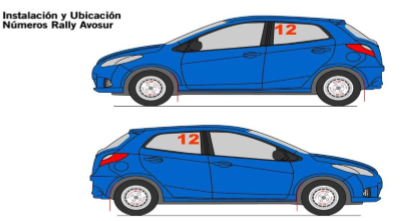 Instalación y Ubicación
Números Rally Avosur
12
12